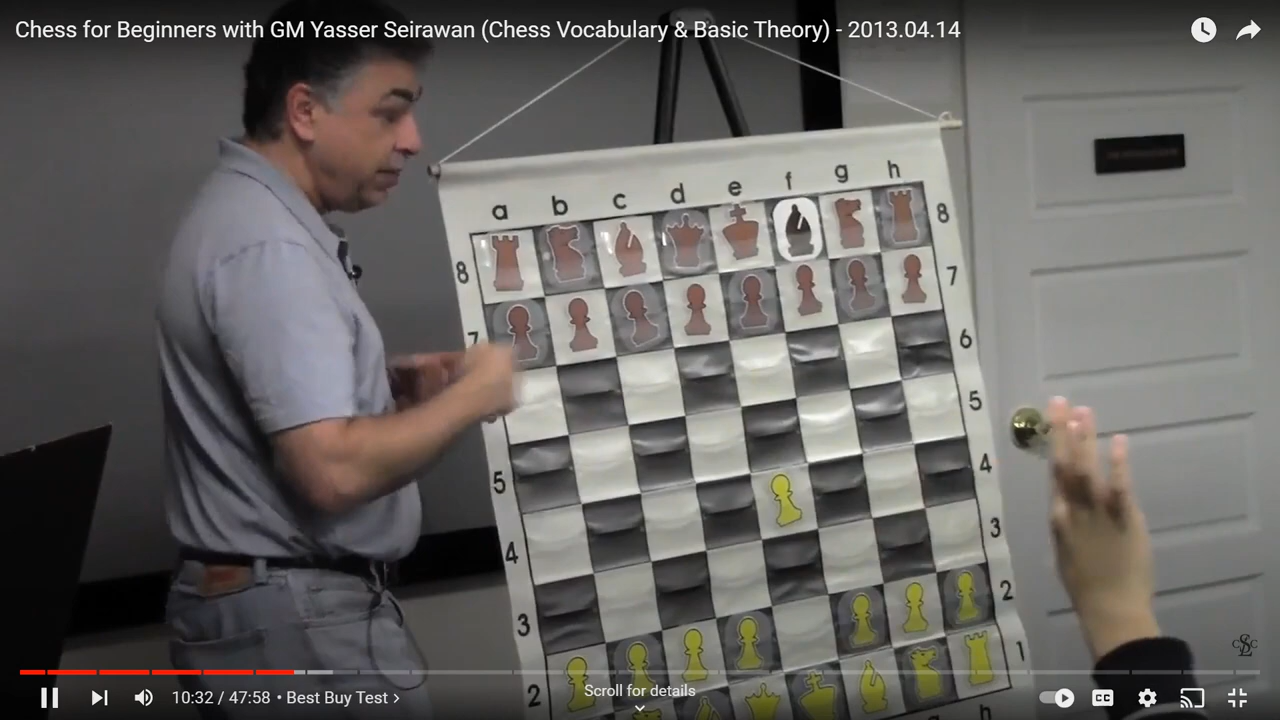 Chess for Beginners with GM Yasser Seirawan (Chess Vocabulary & Basic Theory) - 2013.04.14
a b c d e f g h
8 8
7 7
6
5
5 4
4 3
3 2
2 1
h
10:32 / 47:58 • Best Buy Test ›
Scroll for details
CC